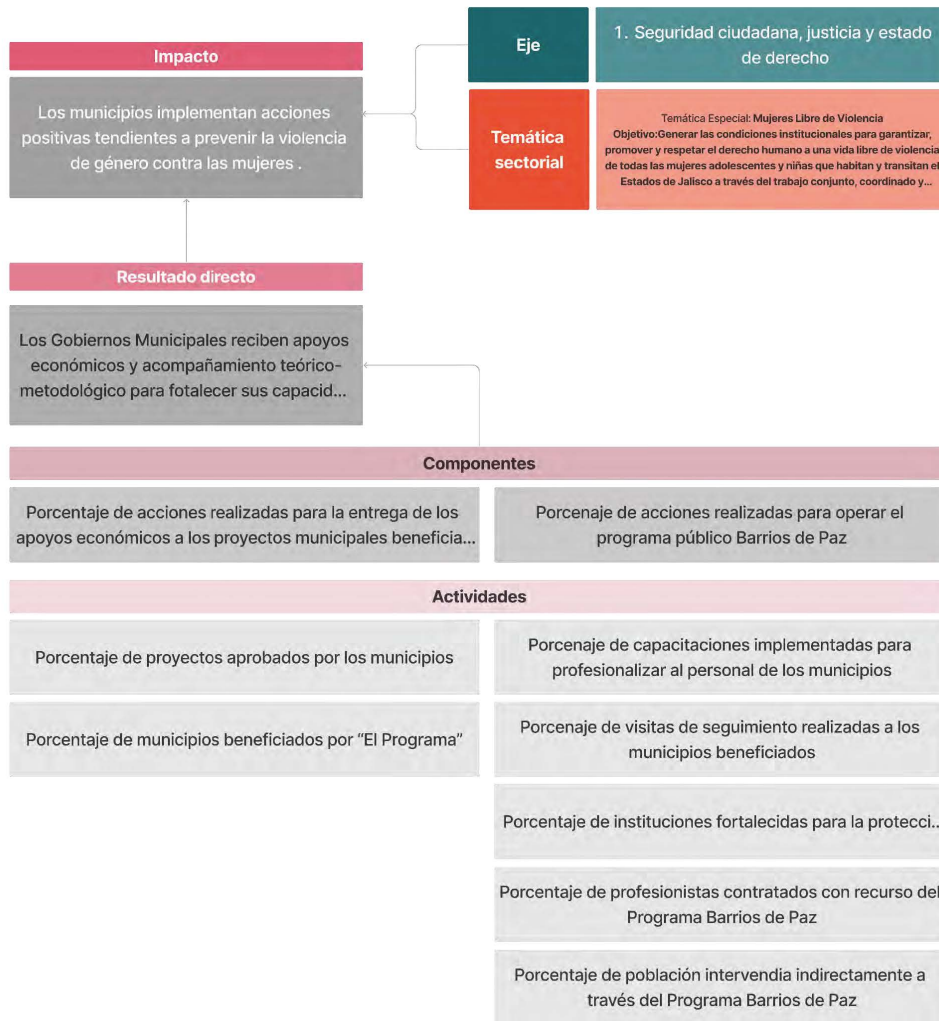 Impacto
Los municipios implementan acciones
positivas tendientes a prevenir la violencia
de género contra las mujeres .
Eje
1. Seguridad ciudadana, justicia y estado
de derecho
Temática
sectorial
Temática Especial: Mujeres Libre de Violencia
Objetivo:Generar las condiciones institucionales para garantizar,
promover y respetar el derecho humano a una vida libre de violencia
de todas las mujeres adolescentes y niñas que habitan y transitan el
Estados de Jalisco a través del trabajo conjunto, coordinado y...
Resultado directo
Los Gobiernos Municipales reciben apoyos
económicos y acompañamiento teórico-
metodológico para fotalecer sus capacid...
Componentes
Porcentaje de acciones realizadas para la entrega de los
apoyos económicos a los proyectos municipales beneficia...
Porcenaje de acciones realizadas para operar el
programa público Barrios de Paz
Actividades
Porcentaje de proyectos aprobados por los municipios
Porcentaje de municipios beneficiados por “El Programa”
Porcenaje de capacitaciones implementadas para
profesionalizar al personal de los municipios
Porcenaje de visitas de seguimiento realizadas a los
municipios beneficiados
Porcentaje de instituciones fortalecidas para la protecci...
Porcentaje de profesionistas contratados con recurso del
Programa Barrios de Paz
Porcentaje de población intervendia indirectamente a
través del Programa Barrios de Paz